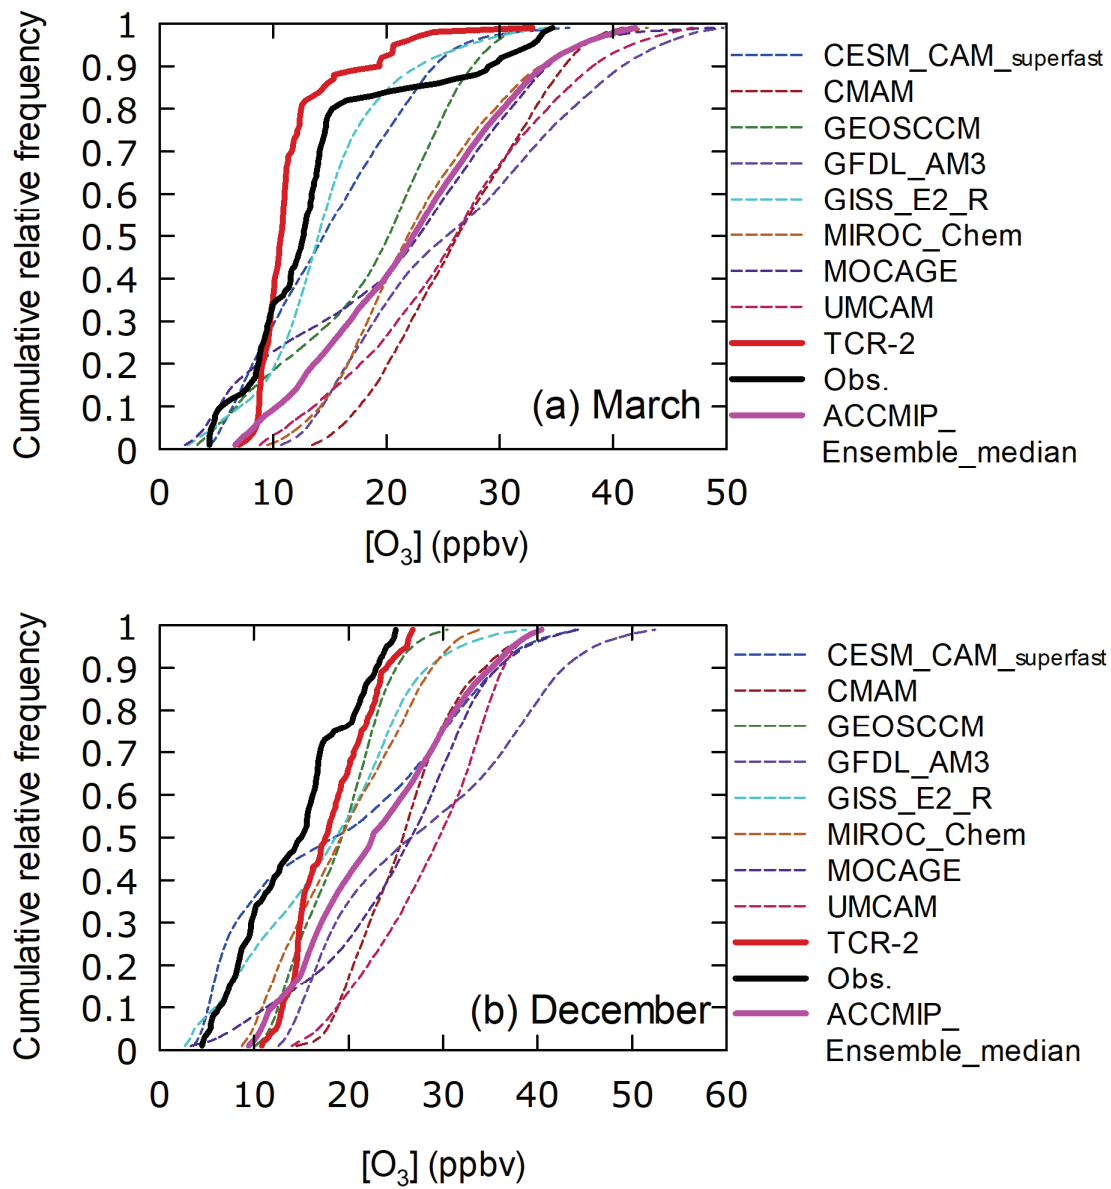 Cumulative relative frequency
1
0.9
0.8
0.7
0.6
0.5
0.4
0.3
0.2
0.1
0
0 10 20 30 40 50
[O3] (ppbv)
(a) March
CESM_CAM_superfast
CMAM
GEOSCCM
GFDL_AM3
GISS_E2_R
MIROC_Chem
MOCAGE
UMCAM
TCR-2
Obs.
ACCMIP_
Ensemble_median
Cumulative relative frequency
1
0.9
0.8
0.7
0.6
0.5
0.4
0.3
0.2
0.1
0
0 10 20 30 40 50 60
[O3] (ppbv)
(b) December
CESM_CAM_superfast
CMAM
GEOSCCM
GFDL_AM3
GISS_E2_R
MIROC_Chem
MOCAGE
UMCAM
TCR-2
Obs.
ACCMIP_
Ensemble_median